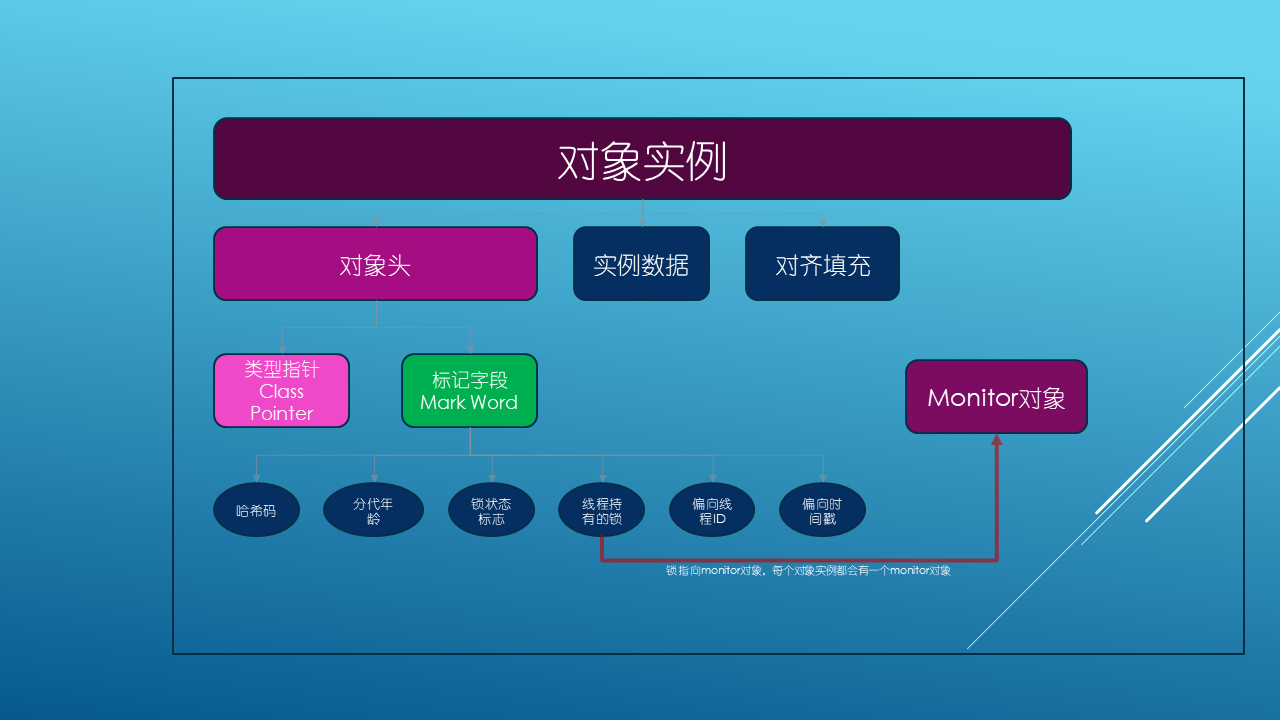 对象实例
对象头
实例数据
对齐填充
类型指针
Class
Pointer
标记字段
Mark Word
Monitor对象
哈希码
分代年
龄
锁状态
标志
线程持
有的锁
偏向线
程ID
偏向时
间戳
锁指向monitor对象，每个对象实例都会有一个monitor对象